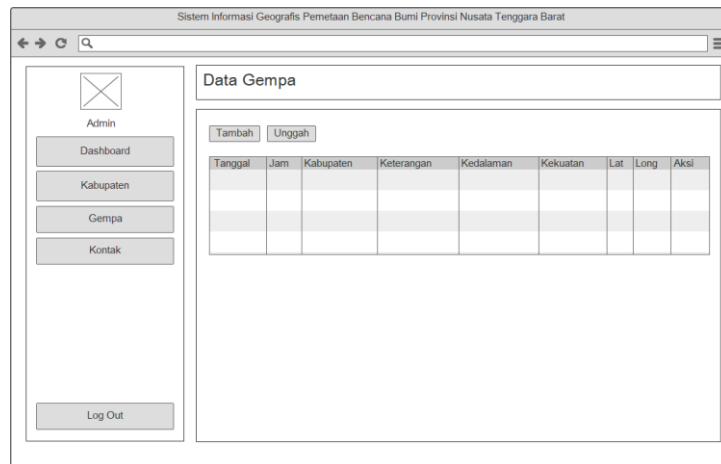 Sistem Informasi Geografis Pemetaan Bencana Bumi Provinsi Nusata Tenggara Barat
Admin
Dashboard
Kabupaten
Gempa
Kontak
Log Out
Data Gempa
Tambah Unggah
Tanggal Jam Kabupaten Keterangan Kedalaman Kekuatan Lat Long Aksi